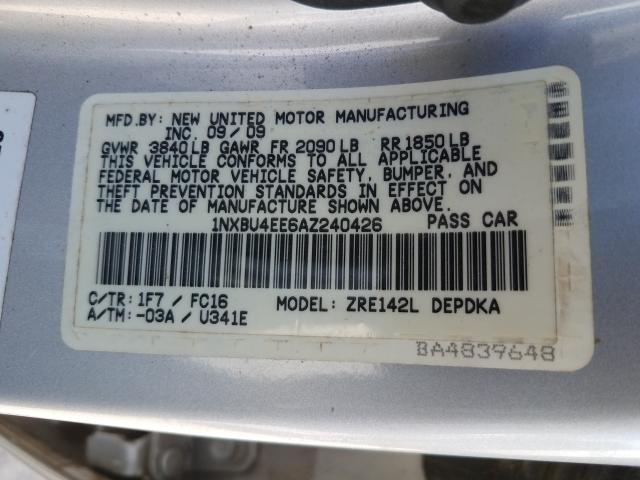 MFD.BY: NEW UNITED MOTOR MANUFACTURING
INC. 09/09
GVWR 3840LB GAWR FR 2090LB RR1850LB
THIS VEHICLE CONFORMS TO ALL APPLICABLE
FEDERAL MOTOR VEHICLE SAFETY, BUMPER, AND
THEFT PREVENTION STANDARDS IN EFFECT ON
THE DATE OF MANUFACTURE SHOWN ABOVE.
1NXBU4EE6AZ240426 PASS CAR
C/TR: 1F7 / FC16 MODEL: ZRE142L DEPDKA
A/TM: -03A / U341E
BA4839648